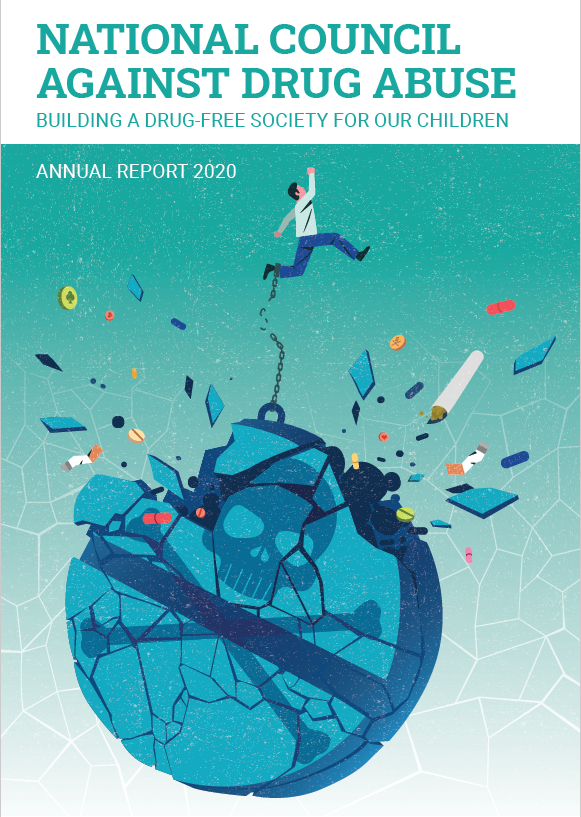 NATIONAL COUNCIL
AGAINST DRUG ABUSE
BUILDING A DRUG-FREE SOCIETY FOR OUR CHILDREN
ANNUAL REPORT 2020